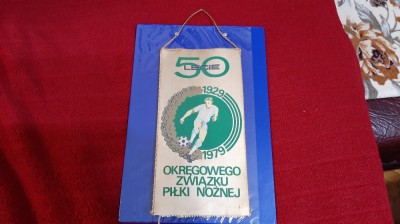 50
LECIE
1929
1979
OKRĘGOWEGO
ZWIĄZKU
PIŁKI NOŻNEJ